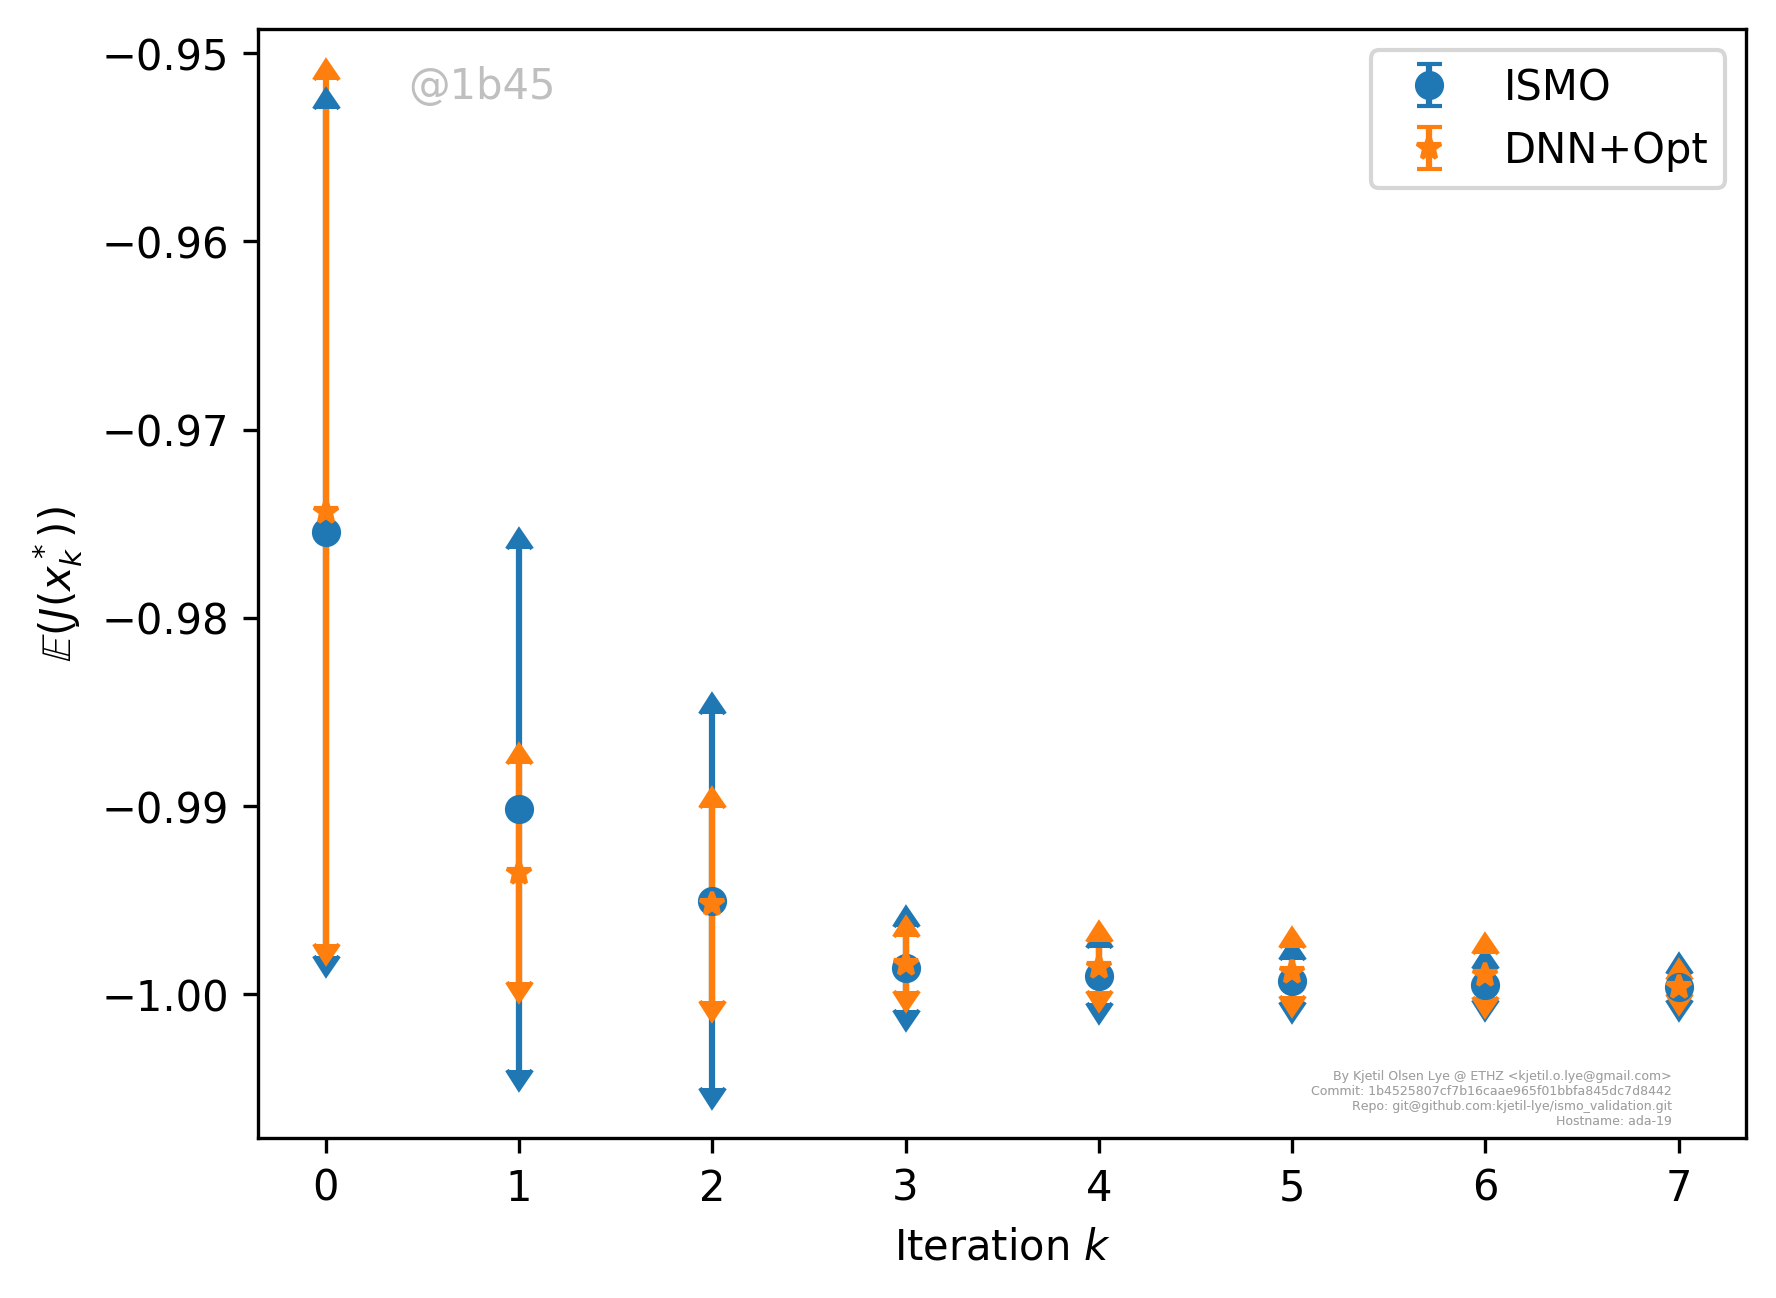 @1b45
ISMO
DNN+Opt
−0.95
−0.96
−0.97
−0.98
−0.99
−1.00
𝔼(J(x*k))
0 1 2 3 4 5 6 7
Iteration k
By Kjetil Olsen Lye @ ETHZ <kjetil.o.lye@gmail.com>
Commit: 1b4525807cf7b16caae965f01bbfa845dc7d8442
Repo: git@github.com:kjetil-lye/ismo_validation.git
Hostname: ada-19